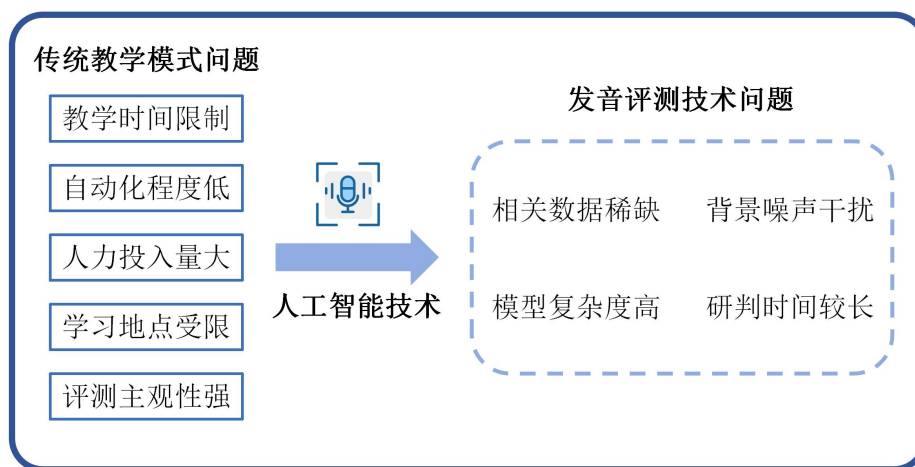 传统教学模式问题
教学时间限制
自动化程度低
人力投入量大
学习地点受限
评测主观性强
人工智能技术
发音评测技术问题
相关数据稀缺 背景噪声干扰
模型复杂度高 研判时间较长